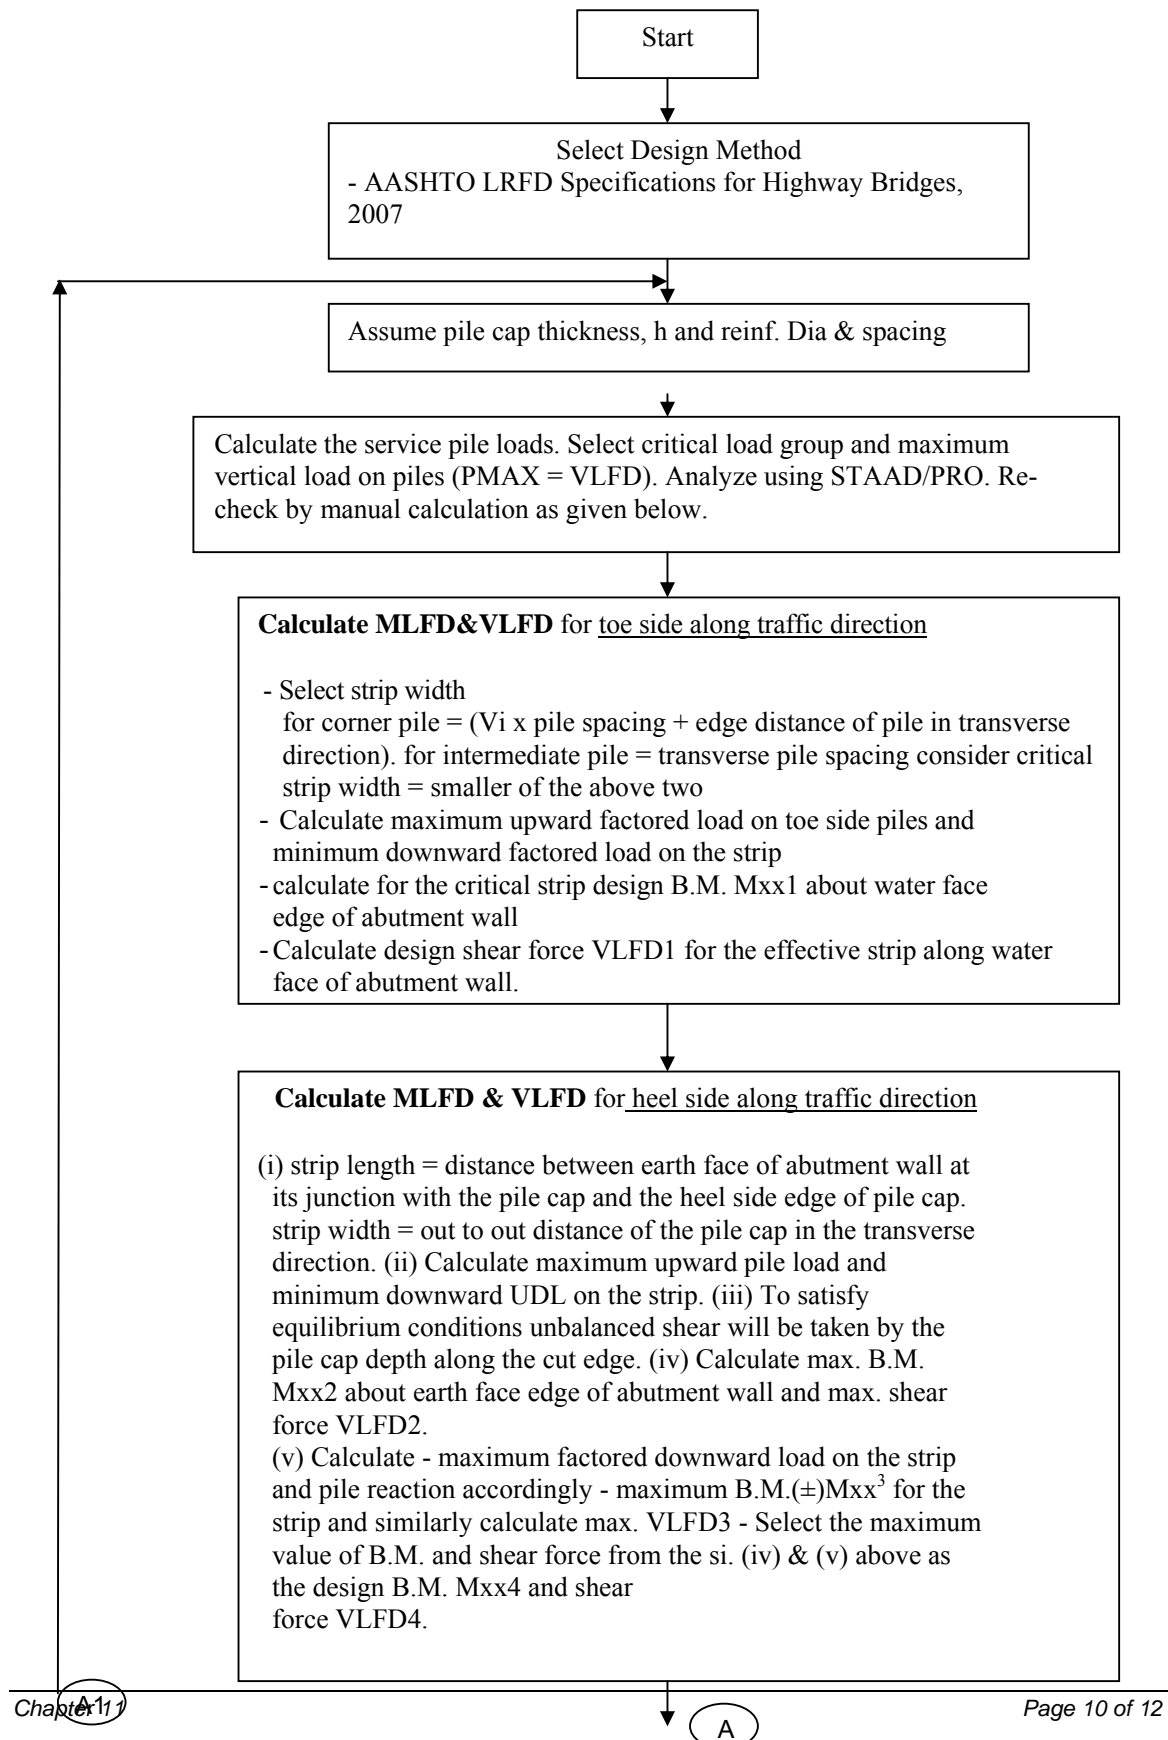 Start
Select Design Method
- AASHTO LRFD Specifications for Highway Bridges,
2007
Assume pile cap thickness, h and reinf. Dia & spacing
Calculate the service pile loads. Select critical load group and maximum
vertical load on piles (PMAX = VLFD). Analyze using STAAD/PRO. Re-
check by manual calculation as given below.
Calculate MLFD&VLFD for toe side along traffic direction
- Select strip width
for corner pile = (Vi x pile spacing + edge distance of pile in transverse
direction). for intermediate pile = transverse pile spacing consider critical
strip width = smaller of the above two
- Calculate maximum upward factored load on toe side piles and
minimum downward factored load on the strip
- calculate for the critical strip design B.M. Mxx1 about water face
edge of abutment wall
- Calculate design shear force VLFD1 for the effective strip along water
face of abutment wall.
Calculate MLFD & VLFD for heel side along traffic direction
(i) strip length = distance between earth face of abutment wall at
its junction with the pile cap and the heel side edge of pile cap.
strip width = out to out distance of the pile cap in the transverse
direction. (ii) Calculate maximum upward pile load and
minimum downward UDL on the strip. (iii) To satisfy
equilibrium conditions unbalanced shear will be taken by the
pile cap depth along the cut edge. (iv) Calculate max. B.M.
Mxx2 about earth face edge of abutment wall and max. shear
force VLFD2.
(v) Calculate - maximum factored downward load on the strip
and pile reaction accordingly - maximum B.M.(±)Mxx³ for the
strip and similarly calculate max. VLFD3 - Select the maximum
value of B.M. and shear force from the si. (iv) & (v) above as
the design B.M. Mxx4 and shear
force VLFD4.
A1
Chapter 11
Page 10 of 12
A